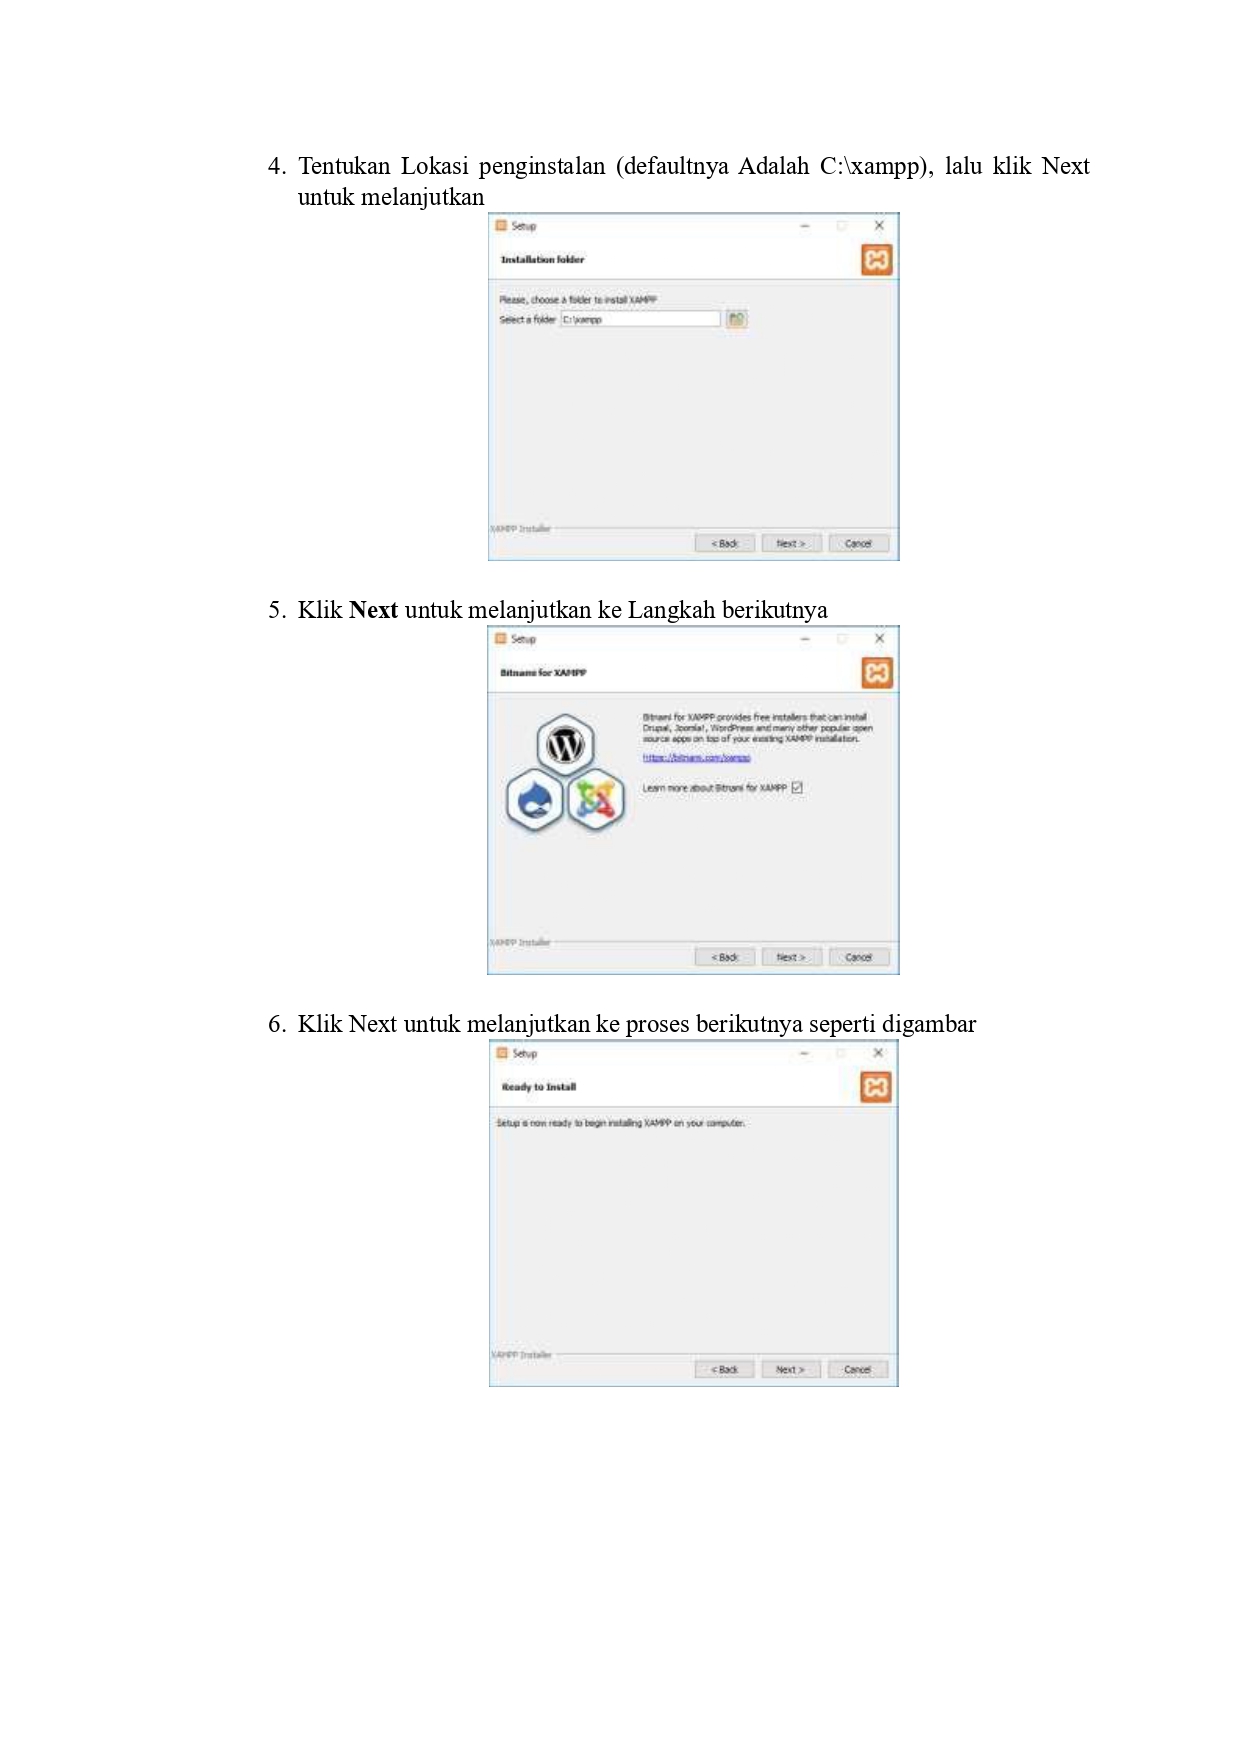 4. Tentukan Lokasi penginstalan (defaultnya Adalah C:\xampp), lalu klik Next
untuk melanjutkan
Setup
Installation folder
Please, choose a folder to install XAMPP
Select a folder C:\xampp
XAMPP Installer
< Back Next > Cancel
5. Klik Next untuk melanjutkan ke Langkah berikutnya
Setup
Bitnami for XAMPP
Bitnami for XAMPP provides free installers that can install
Drupal, Joomla!, WordPress and many other popular open
source apps on top of your existing XAMPP installation.
https://bitnami.com/xampp
Learn more about Bitnami for XAMPP
XAMPP Installer
< Back Next > Cancel
6. Klik Next untuk melanjutkan ke proses berikutnya seperti digambar
Setup
Ready to Install
Setup is now ready to begin installing XAMPP on your computer.
XAMPP Installer
< Back Next > Cancel